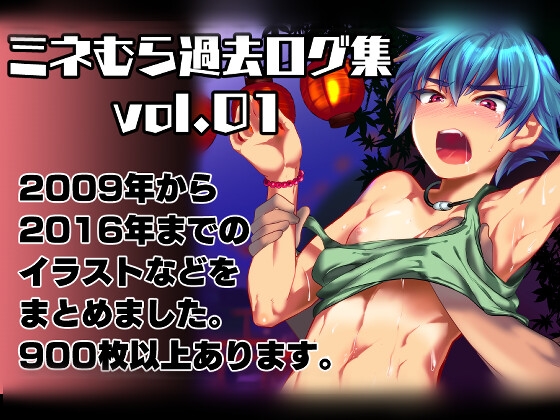 ミネむら過去ログ集
vol.01
2009年から
2016年までの
イラストなどを
まとめました。
900枚以上あります。